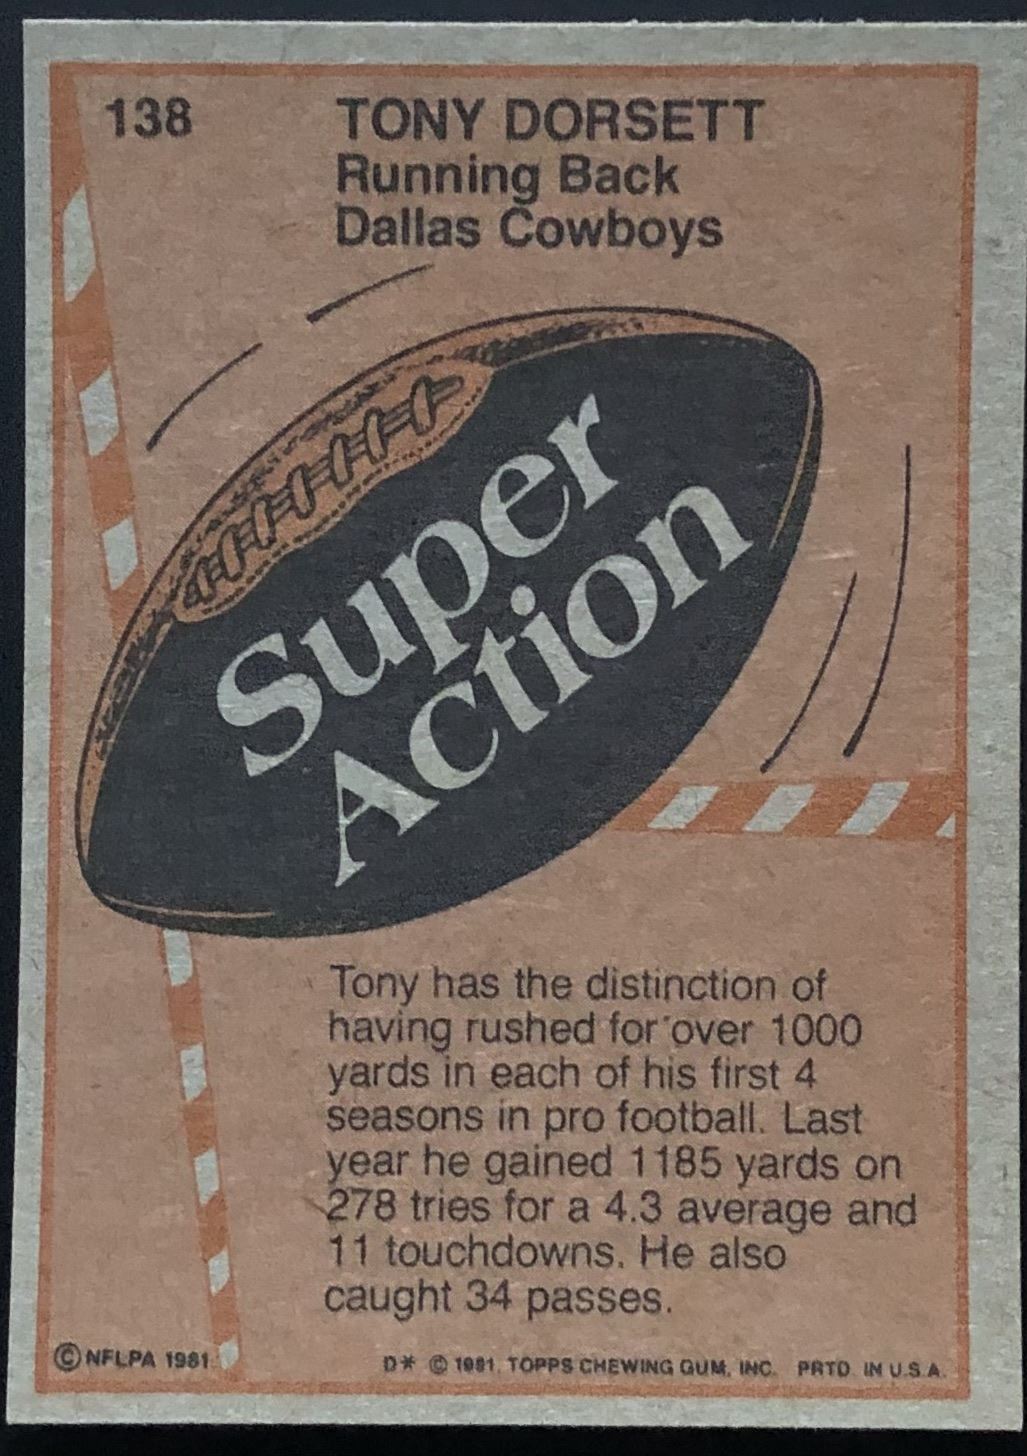 138
TONY DORSETT
Running Back
Dallas Cowboys
Super
Action
Tony has the distinction of
having rushed for over 1000
yards in each of his first 4
seasons in pro football. Last
year he gained 1185 yards on
278 tries for a 4.3 average and
11 touchdowns. He also
caught 34 passes.
© NFLPA 1981
D* © 1981 TOPPS CHEWING GUM, INC. PRTD. IN U.S.A.